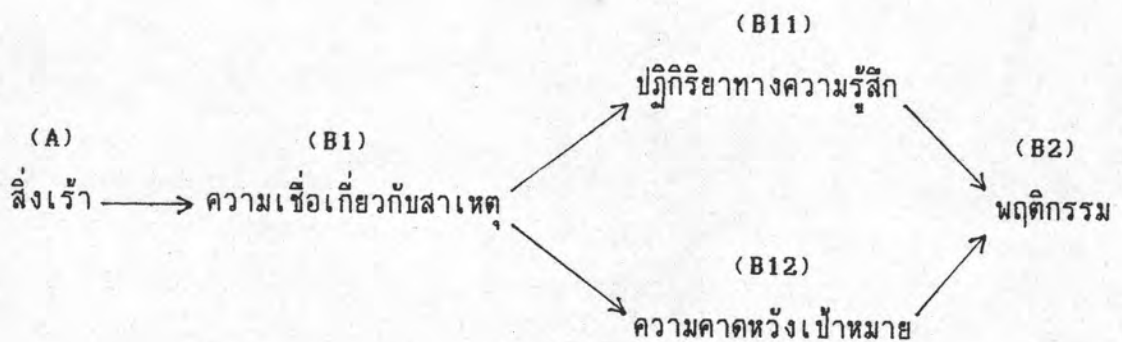 (B11)
ปฏิกิริยาทางความรู้สึก
(A) (B1) (B2)
สิ่งเร้า ความเชื่อเกี่ยวกับสาเหตุ พฤติกรรม
(B12)
ความคาดหวังเป้าหมาย